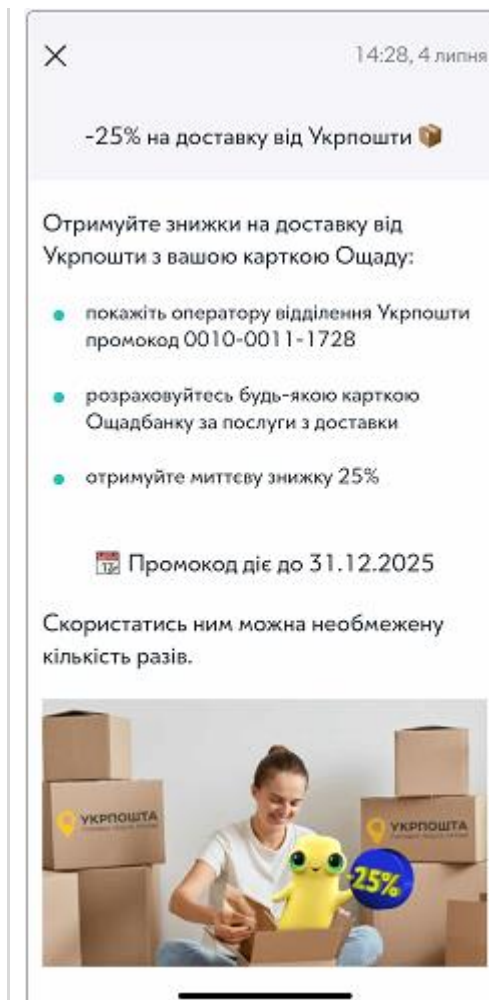 14:28, 4 липня
-25% на доставку від Укрпошти
Отримуйте знижки на доставку від
Укрпошти з вашою карткою Ощаду:
покажіть оператору відділення Укрпошти
промокод 0010-0011-1728
розраховуйтесь будь-якою карткою
Ощадбанку за послуги з доставки
отримуйте миттєву знижку 25%
Промокод діє до 31.12.2025
Скористатись ним можна необмежену
кількість разів.
УКРПОШТА
УКРПОШТА
-25%